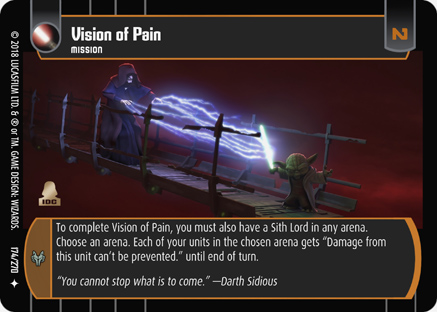 Vision of Pain
MISSION
N
© 2018 LUCASFILM LTD. & ® or TM. GAME DESIGN: WIZARDS.
174/270
IDC
To complete Vision of Pain, you must also have a Sith Lord in any arena.
Choose an arena. Each of your units in the chosen arena gets “Damage from
this unit can’t be prevented.” until end of turn.
“You cannot stop what is to come.” —Darth Sidious